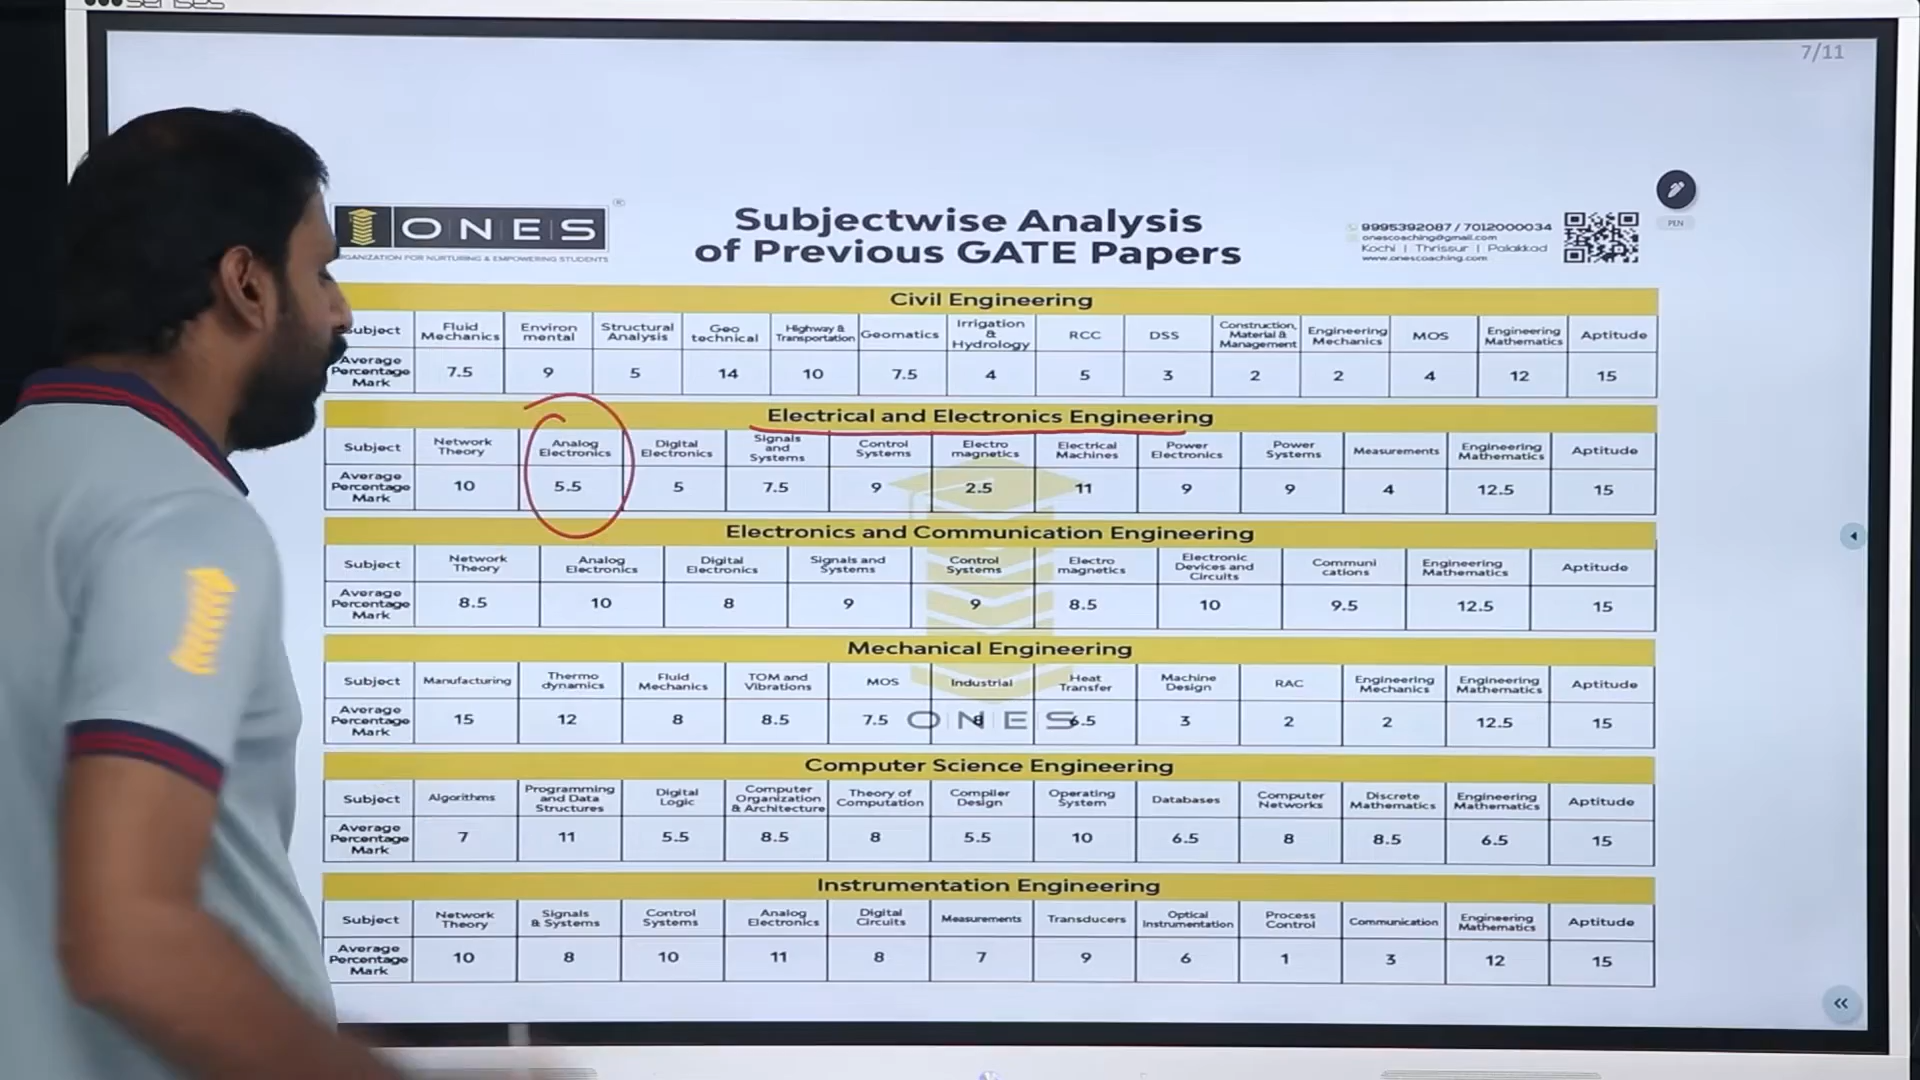 senses
7/11
ONES
®
ORGANIZATION FOR NURTURING & EMPOWERING STUDENTS
Subjectwise Analysis
of Previous GATE Papers
9995392087 / 7012000034
onescoaching@gmail.com
Kochi | Thrissur | Palakkad
www.onescoaching.com
PEN
Civil Engineering
Subject Fluid Mechanics Environ mental Structural Analysis Geo technical Highway & Transportation Geomatics Irrigation & Hydrology RCC DSS Construction, Material & Management Engineering Mechanics MOS Engineering Mathematics Aptitude
Average Percentage Mark 7.5 9 5 14 10 7.5 4 5 3 2 2 4 12 15
Electrical and Electronics Engineering
Subject Network Theory Analog Electronics Digital Electronics Signals and Systems Control Systems Electro magnetics Electrical Machines Power Electronics Power Systems Measurements Engineering Mathematics Aptitude
Average Percentage Mark 10 5.5 5 7.5 9 2.5 11 9 9 4 12.5 15
Electronics and Communication Engineering
Subject Network Theory Analog Electronics Digital Electronics Signals and Systems Control Systems Electro magnetics Electronic Devices and Circuits Communi cations Engineering Mathematics Aptitude
Average Percentage Mark 8.5 10 8 9 9 8.5 10 9.5 12.5 15
Mechanical Engineering
Subject Manufacturing Thermo dynamics Fluid Mechanics TOM and Vibrations MOS Industrial Heat Transfer Machine Design RAC Engineering Mechanics Engineering Mathematics Aptitude
Average Percentage Mark 15 12 8 8.5 7.5 8 6.5 3 2 2 12.5 15
ONES
Computer Science Engineering
Subject Algorithms Programming and Data Structures Digital Logic Computer Organization & Architecture Theory of Computation Compiler Design Operating System Databases Computer Networks Discrete Mathematics Engineering Mathematics Aptitude
Average Percentage Mark 7 11 5.5 8.5 8 5.5 10 6.5 8 8.5 6.5 15
Instrumentation Engineering
Subject Network Theory Signals & Systems Control Systems Analog Electronics Digital Circuits Measurements Transducers Optical Instrumentation Process Control Communication Engineering Mathematics Aptitude
Average Percentage Mark 10 8 10 11 8 7 9 6 1 3 12 15